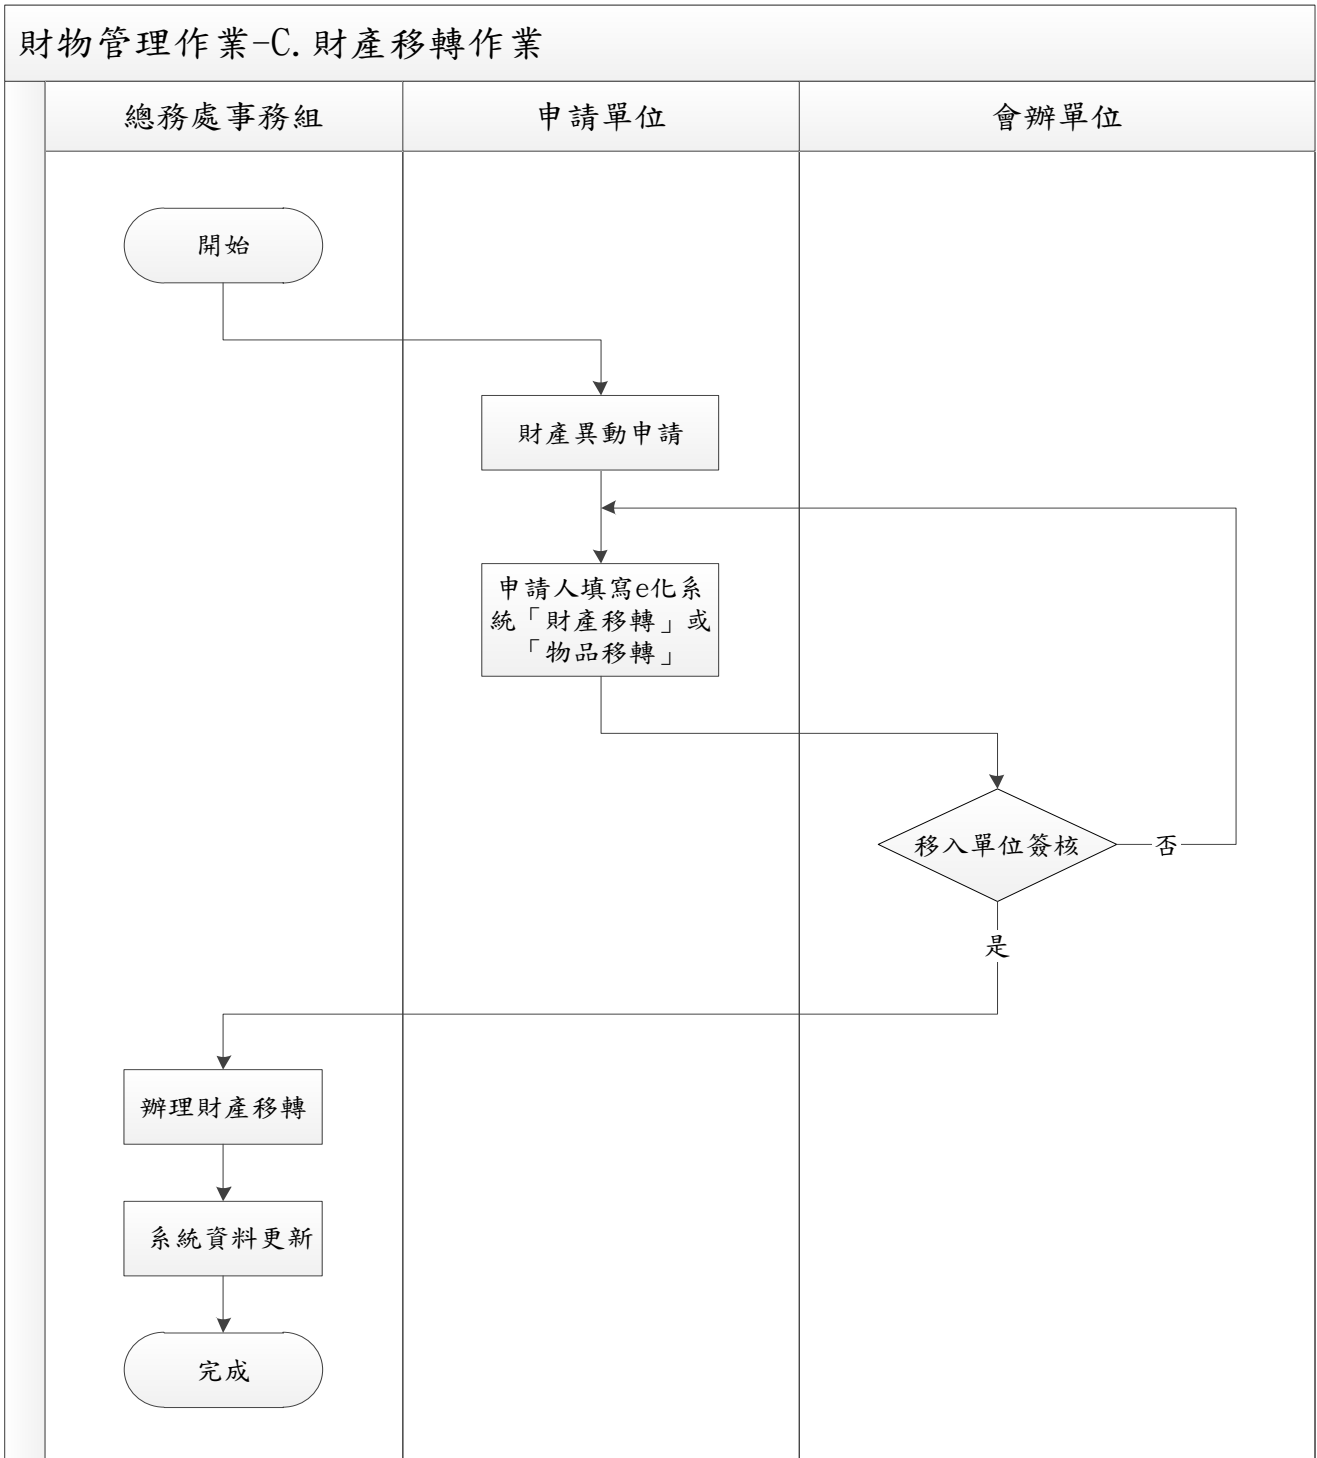 財物管理作業-C.財產移轉作業
總務處事務組
申請單位
會辦單位
開始
財產異動申請
申請人填寫e化系
統「財產移轉」或
「物品移轉」
移入單位簽核
否
是
辦理財產移轉
系統資料更新
完成